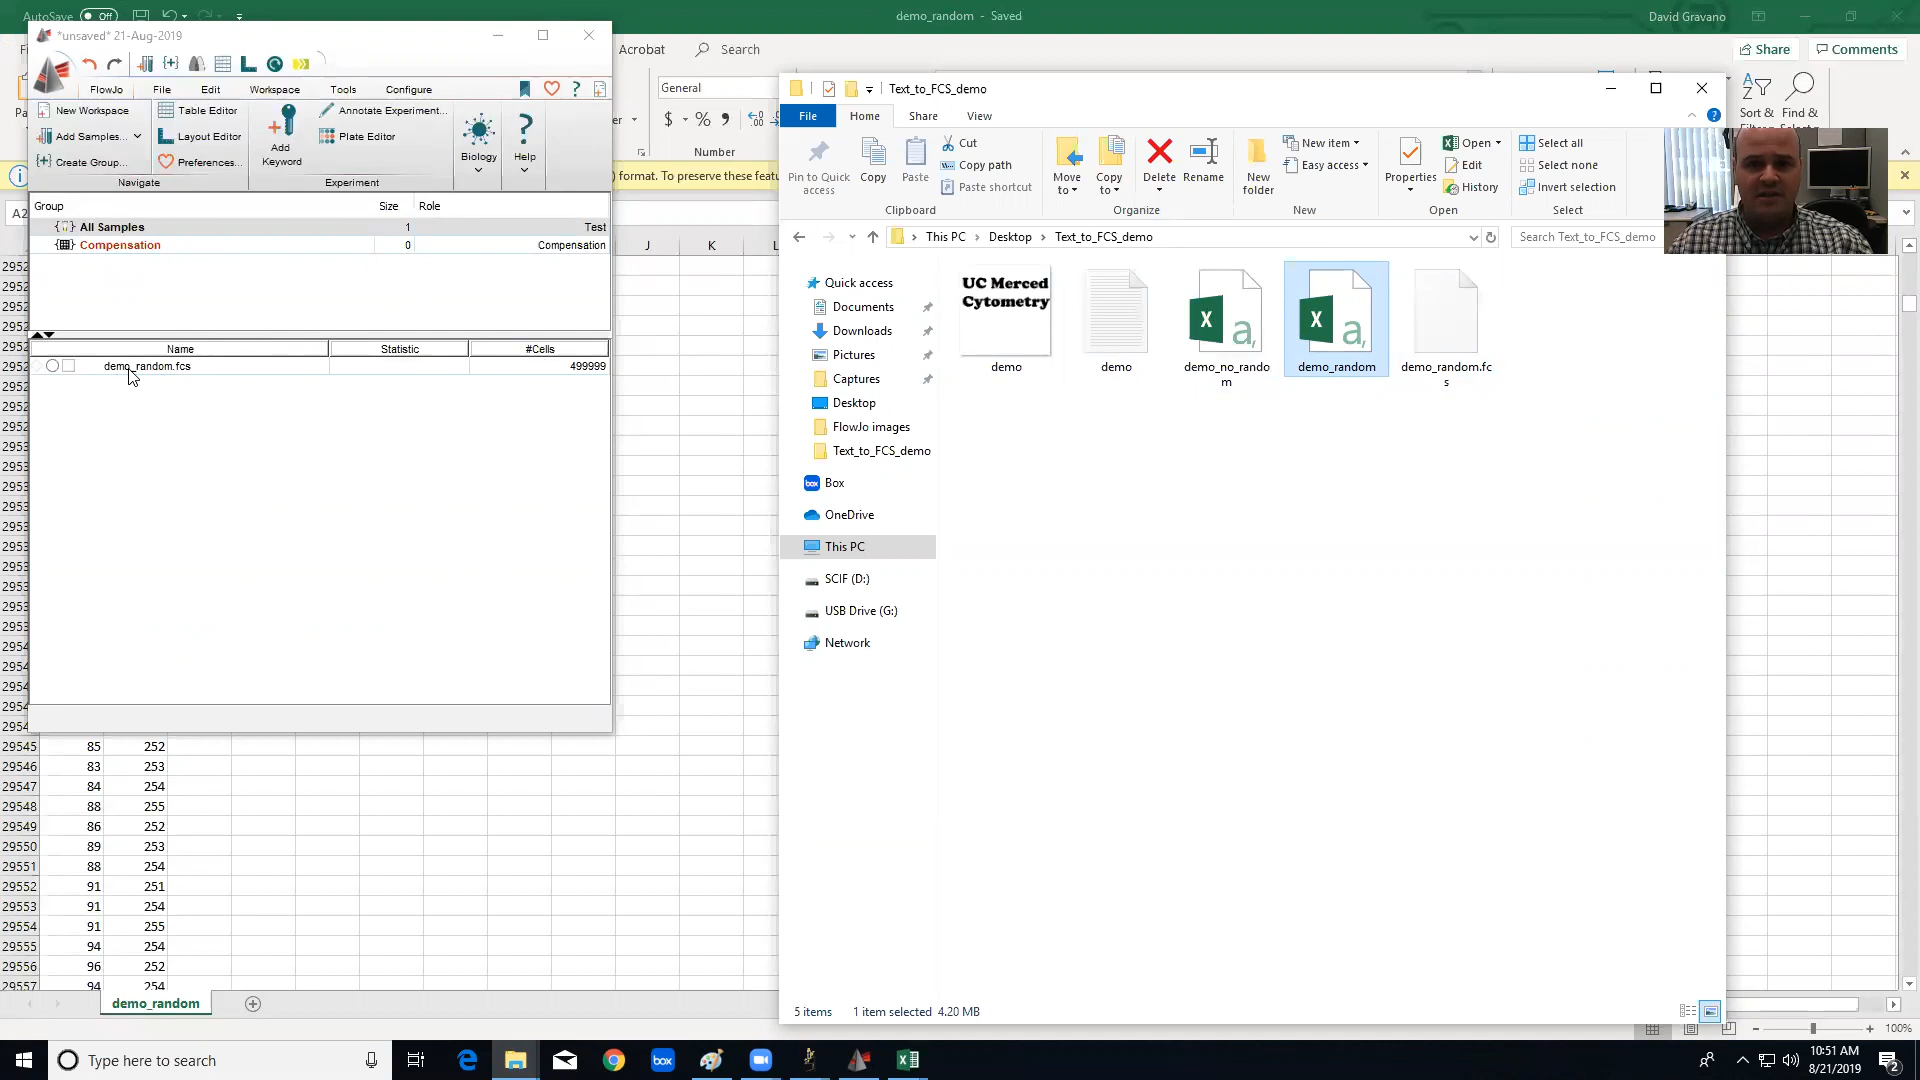 AutoSave Off
demo_random - Saved
David Gravano
Acrobat
Search
Share
Comments
General
$ % 9
Number
Sort &
Find &
) format. To preserve these featu
*unsaved* 21-Aug-2019
FlowJo File Edit Workspace Tools Configure
New Workspace
Add Samples...
Create Group...
Navigate
Table Editor
Layout Editor
Preferences...
Add
Keyword
Annotate Experiment...
Plate Editor
Experiment
Biology
Help
Group Size Role
All Samples 1 Test
Compensation 0 Compensation
Name Statistic #Cells
demo_random.fcs 499999
Text_to_FCS_demo
File Home Share View
Pin to Quick
access
Copy
Paste
Cut
Copy path
Paste shortcut
Clipboard
Move
to
Copy
to
Delete
Rename
Organize
New
folder
New item
Easy access
New
Properties
Open
Edit
History
Open
Select all
Select none
Invert selection
Select
This PC > Desktop > Text_to_FCS_demo
Search Text_to_FCS_demo
Quick access
Documents
Downloads
Pictures
Captures
Desktop
FlowJo images
Text_to_FCS_demo
Box
OneDrive
This PC
SCIF (D:)
USB Drive (G:)
Network
UC Merced
Cytometry
demo
demo
demo_no_rando
m
demo_random
demo_random.fc
s
5 items 1 item selected 4.20 MB
J K L
29545 85 252
29546 83 253
29547 84 254
29548 88 255
29549 86 252
29550 89 253
29551 88 254
29552 91 251
29553 91 254
29554 91 255
29555 94 254
29556 96 252
29557 94 254
demo_random
100%
Type here to search
10:51 AM
8/21/2019
2